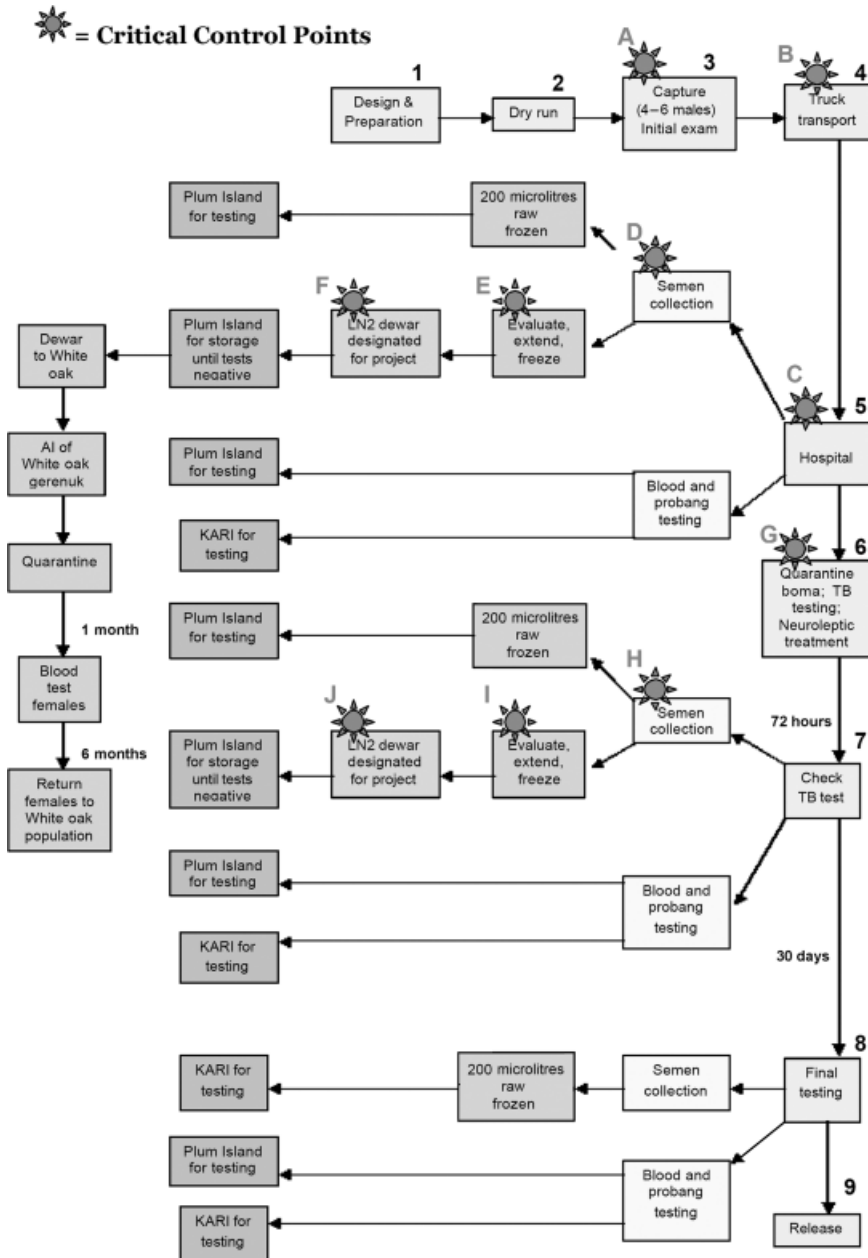 = Critical Control Points
A
B
1
2
3
4
Design &
Preparation
Dry run
Capture
(4–6 males)
Initial exam
Truck
transport
Plum Island
for testing
200 microlitres
raw
frozen
D
Semen
collection
F
E
Dewar
to White
oak
Plum Island
for storage
until tests
negative
LN2 dewar
designated
for project
Evaluate,
extend,
freeze
C
5
Hospital
AI of
White oak
gerenuk
Plum Island
for testing
Blood and
probang
testing
KARI for
testing
G
6
Quarantine
boma; TB
testing;
Neuroleptic
treatment
Quarantine
1 month
Plum Island
for testing
200 microlitres
raw
frozen
H
Semen
collection
72 hours
7
Blood
test
females
6 months
J
I
Plum Island
for storage
until tests
negative
LN2 dewar
designated
for project
Evaluate,
extend,
freeze
Check
TB test
Return
females to
White oak
population
Plum Island
for testing
Blood and
probang
testing
KARI for
testing
30 days
8
KARI for
testing
200 microlitres
raw
frozen
Semen
collection
Final
testing
Plum Island
for testing
Blood and
probang
testing
KARI for
testing
9
Release